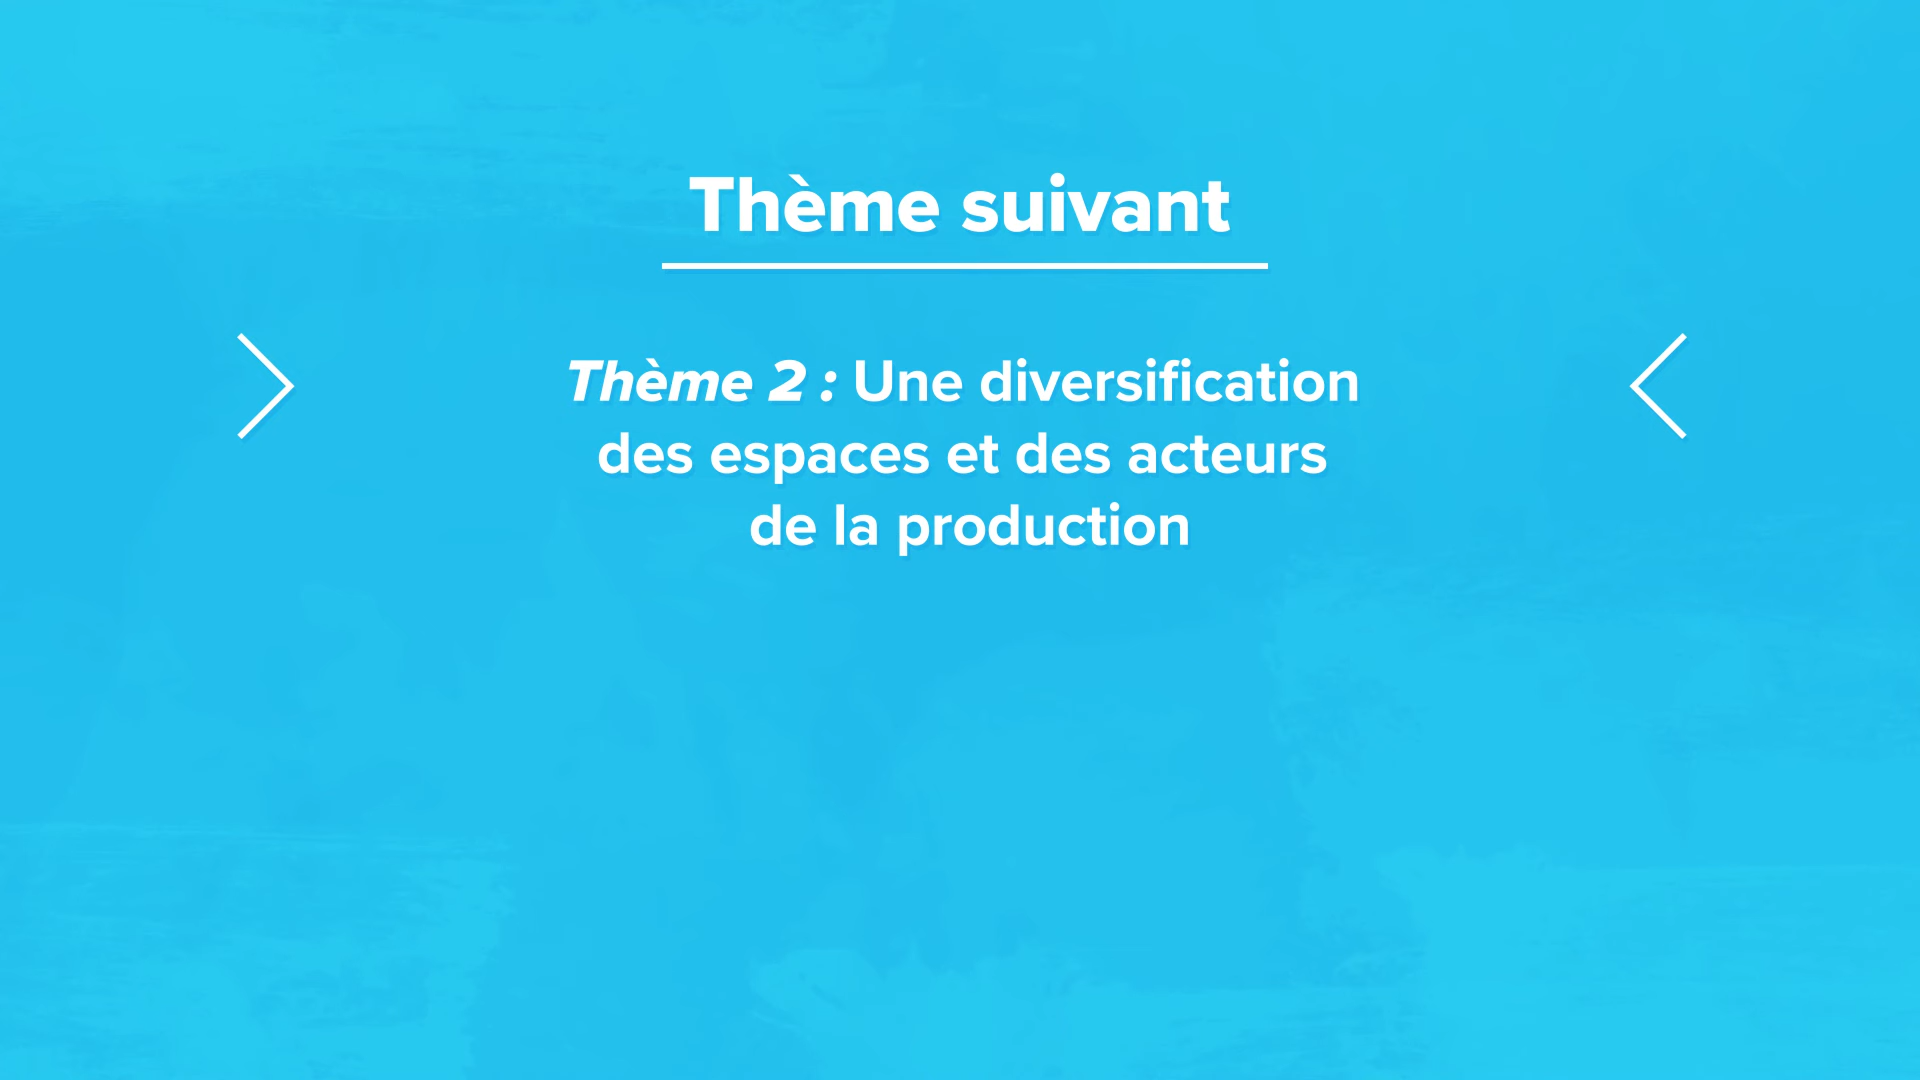 Thème suivant
Thème 2 : Une diversification
des espaces et des acteurs
de la production